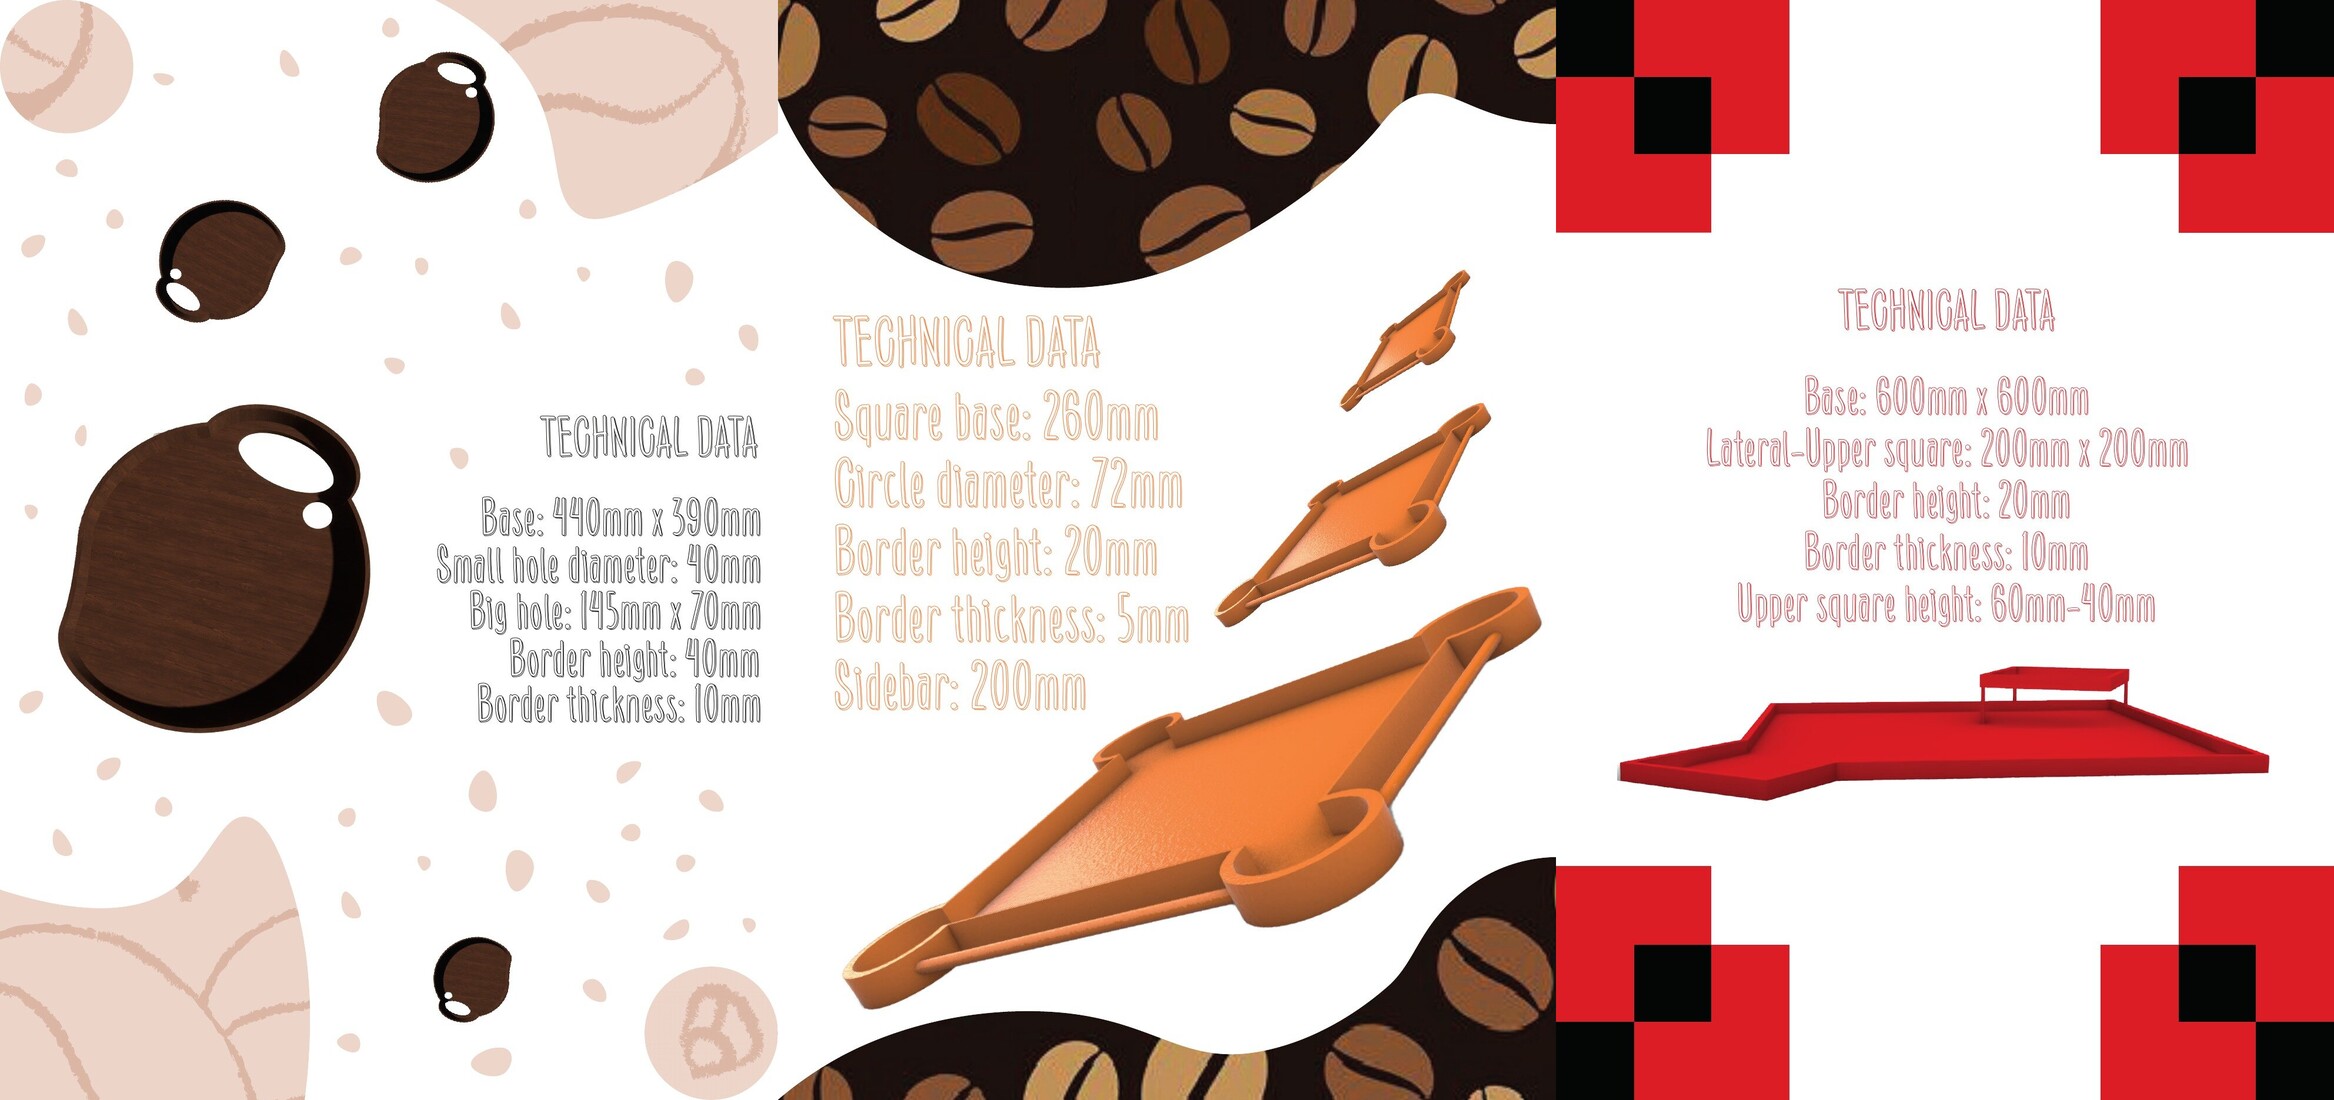 TECHNICAL DATA
Base: 440mm x 390mm
Small hole diameter: 40mm
Big hole: 145mm x 70mm
Border height: 40mm
Border thickness: 10mm
TECHNICAL DATA
Square base: 260mm
Circle diameter: 72mm
Border height: 20mm
Border thickness: 5mm
Sidebar: 200mm
TECHNICAL DATA
Base: 600mm x 600mm
Lateral-Upper square: 200mm x 200mm
Border height: 20mm
Border thickness: 10mm
Upper square height: 60mm-40mm